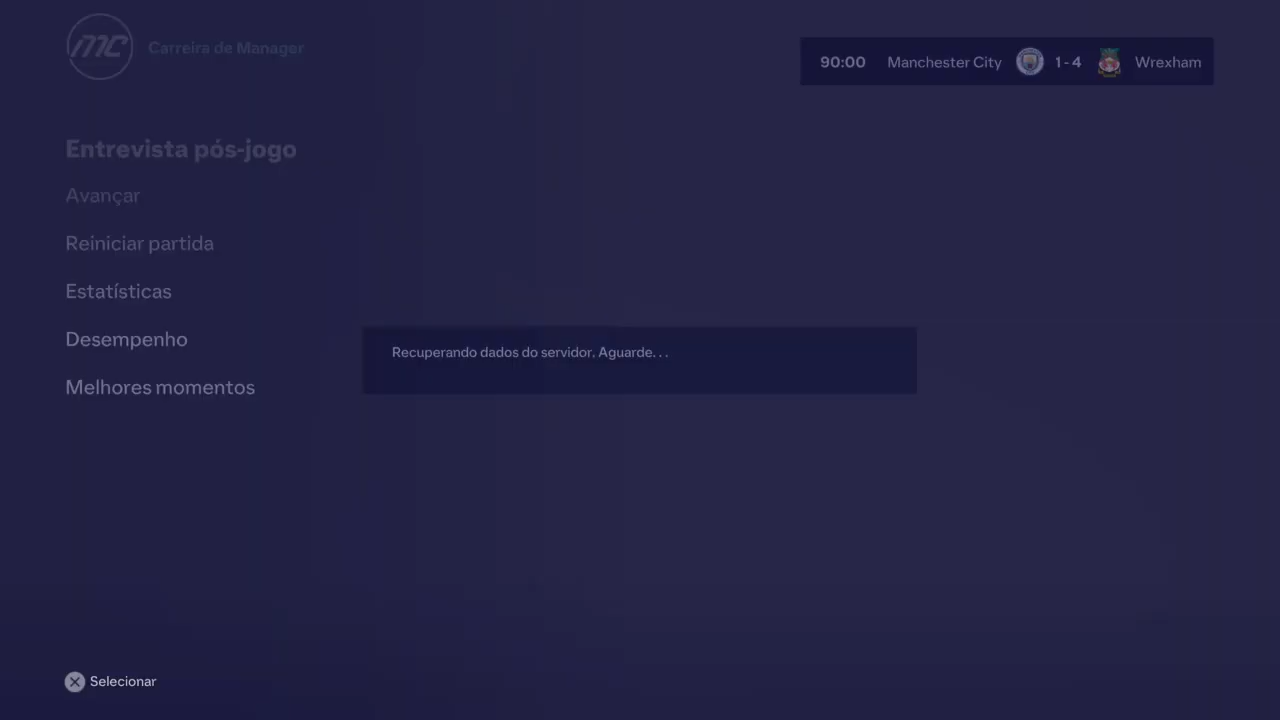 MC Carreira de Manager
90:00 Manchester City 1 - 4 Wrexham
Entrevista pós-jogo
Avançar
Reiniciar partida
Estatísticas
Desempenho
Melhores momentos
Recuperando dados do servidor. Aguarde. . .
Selecionar